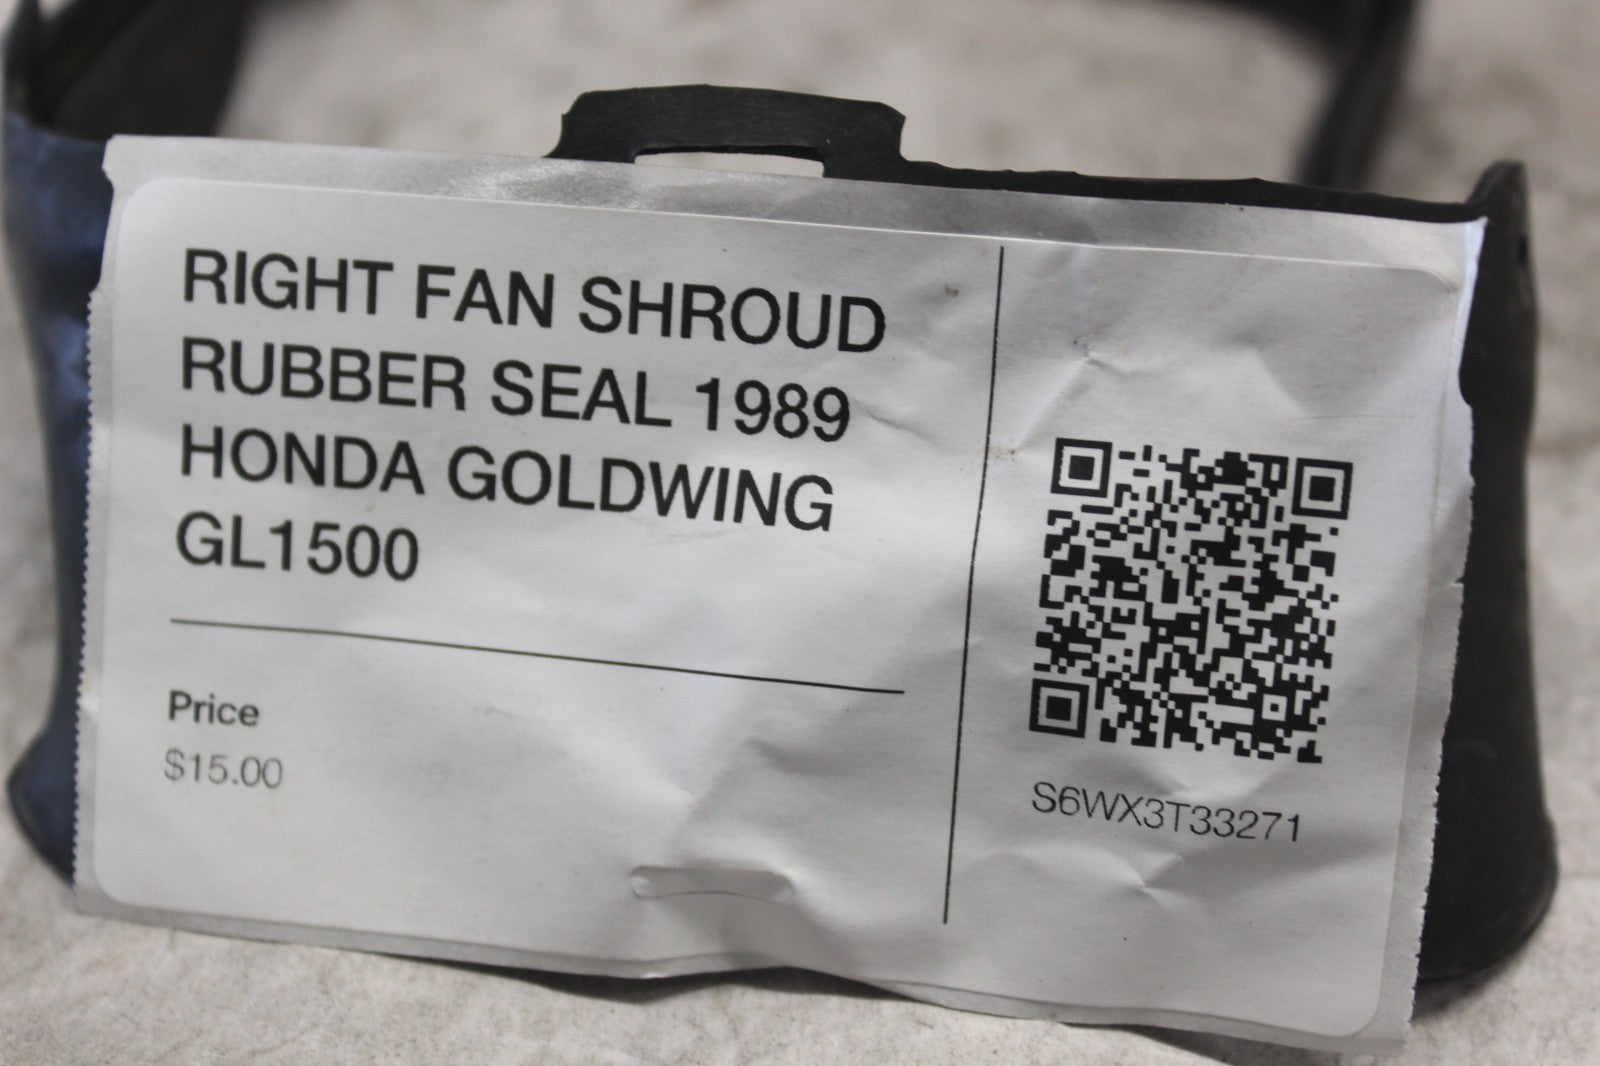 RIGHT FAN SHROUD
RUBBER SEAL 1989
HONDA GOLDWING
GL1500
Price
$15.00
S6WX3T33271